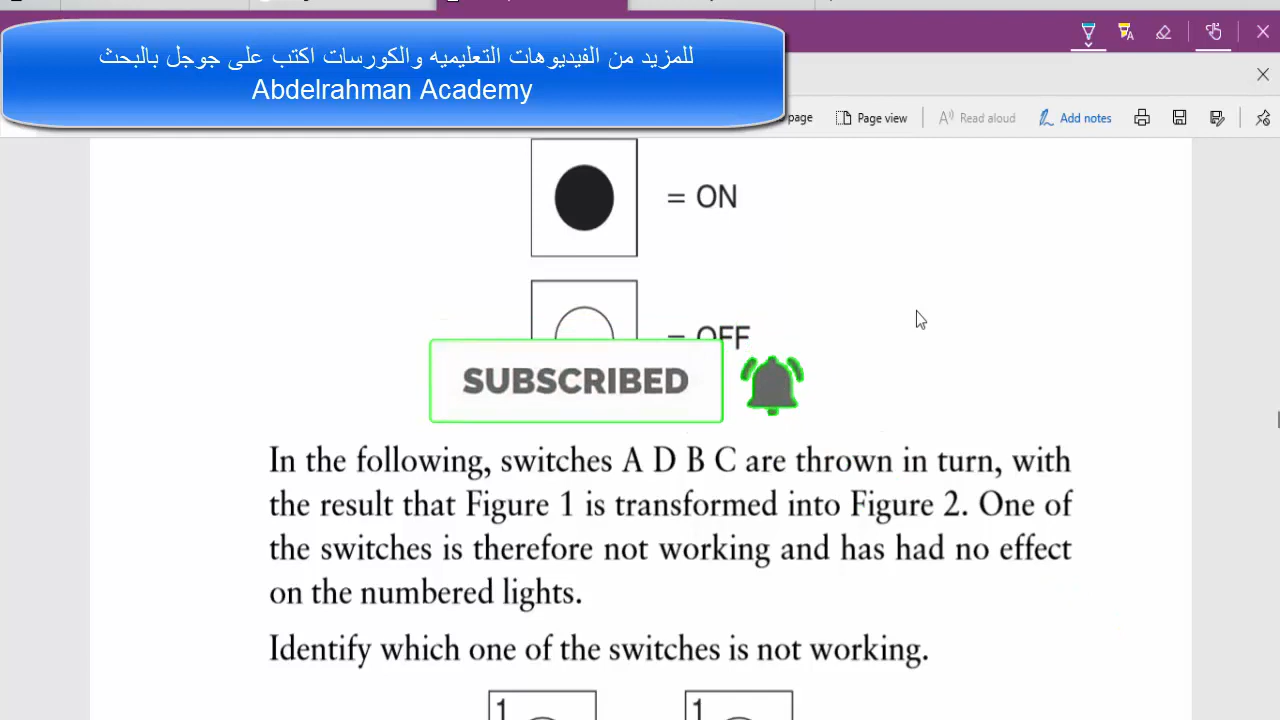 للمزيد من الفيديوهات التعليميه والكورسات اكتب على جوجل بالبحث
Abdelrahman Academy
page
Page view
Read aloud
Add notes
= ON
= OFF
SUBSCRIBED
In the following, switches A D B C are thrown in turn, with
the result that Figure 1 is transformed into Figure 2. One of
the switches is therefore not working and has had no effect
on the numbered lights.
Identify which one of the switches is not working.
1
1